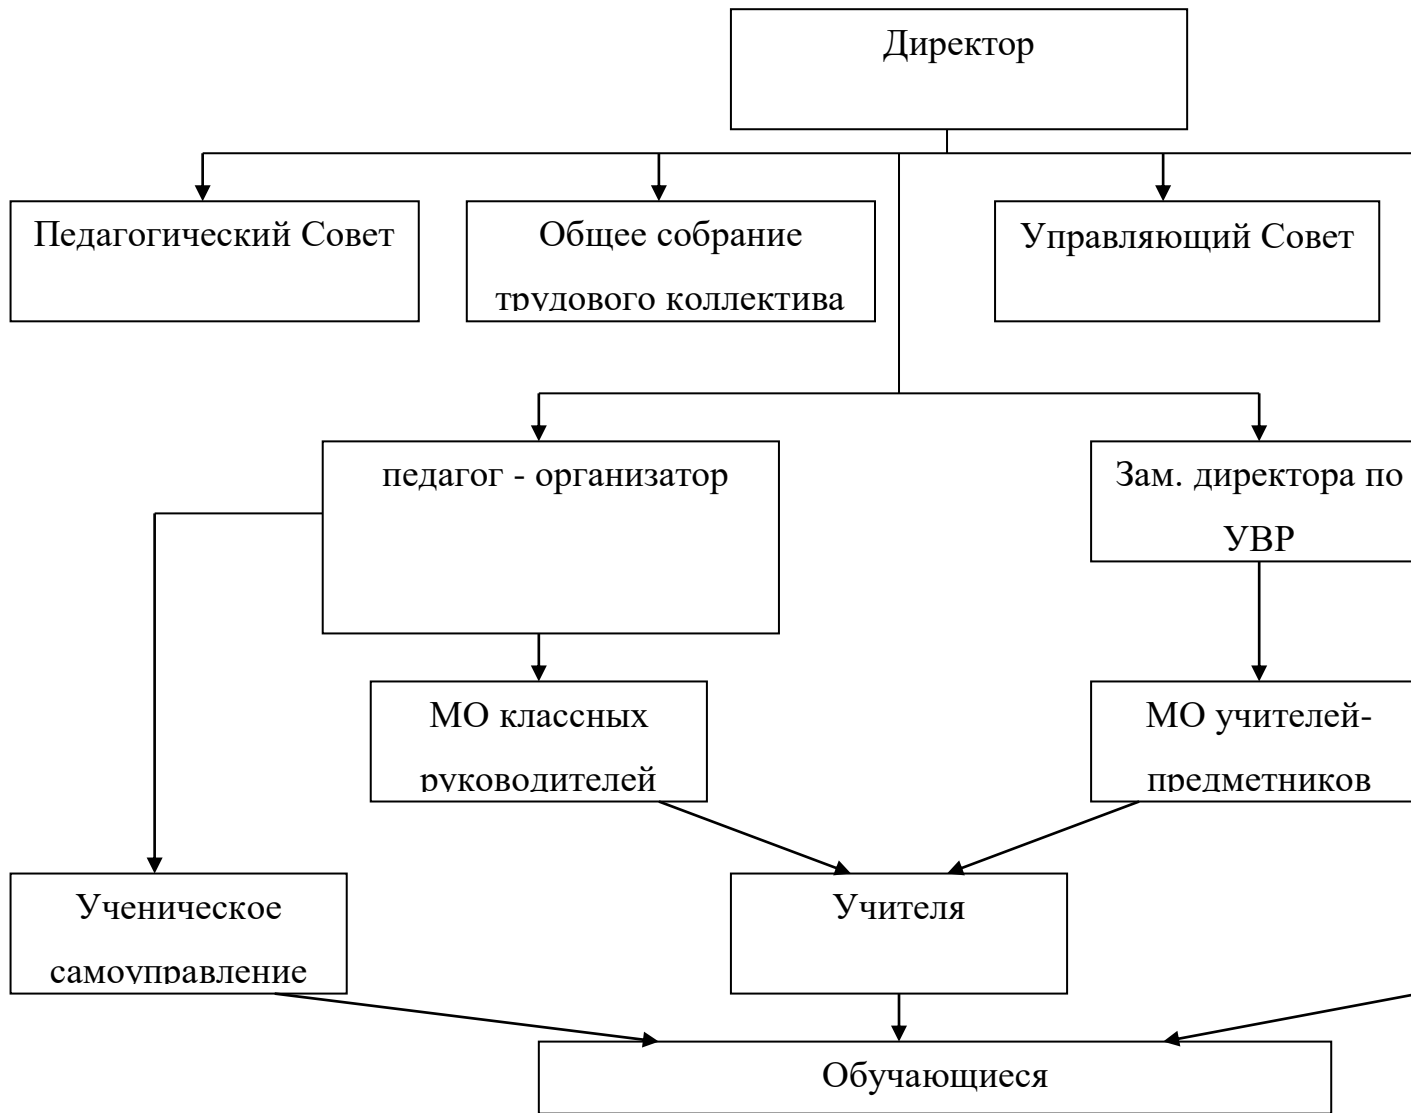 Директор
Педагогический Совет
Общее собрание
трудового коллектива
Управляющий Совет
педагог - организатор
Зам. директора по
УВР
МО классных
руководителей
МО учителей-
предметников
Ученическое
самоуправление
Учителя
Обучающиеся